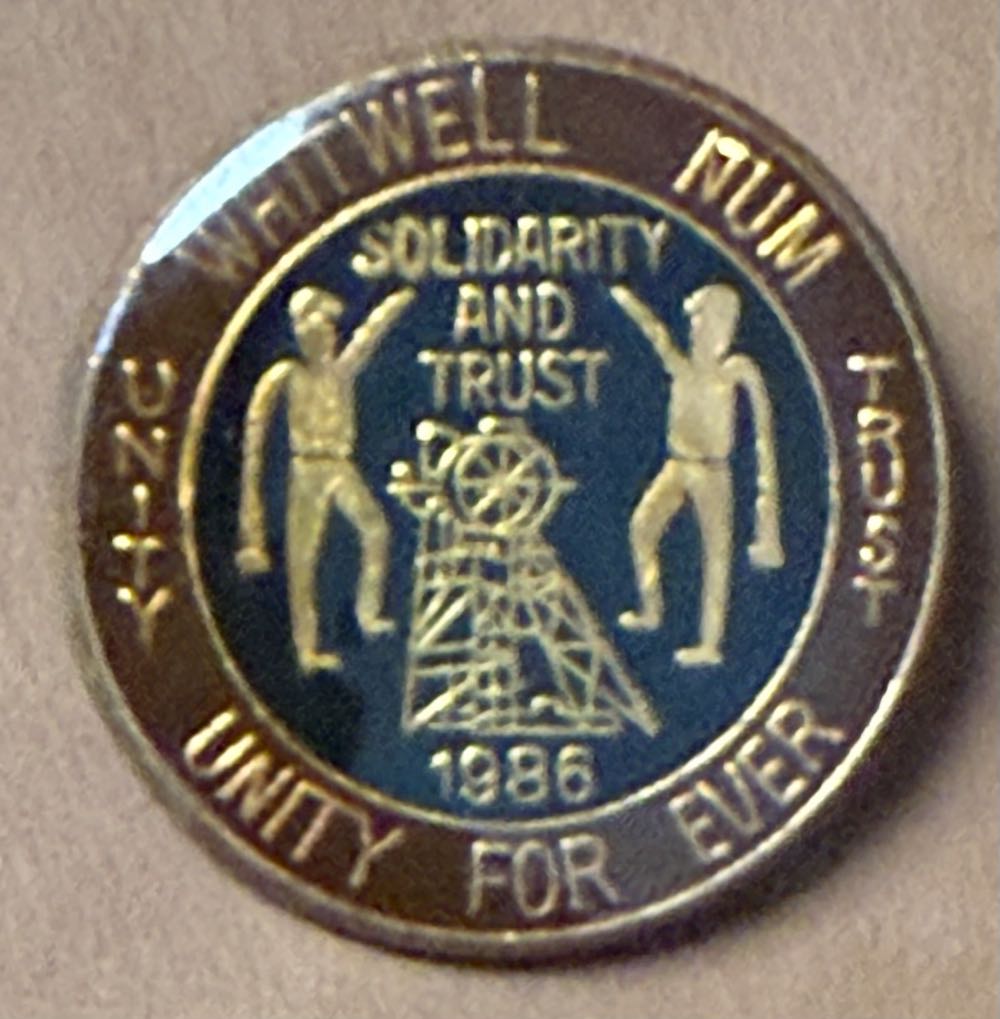 WHITWELL NUM
UNITY
TRUST
UNITY FOR EVER
SOLIDARITY
AND
TRUST
1986